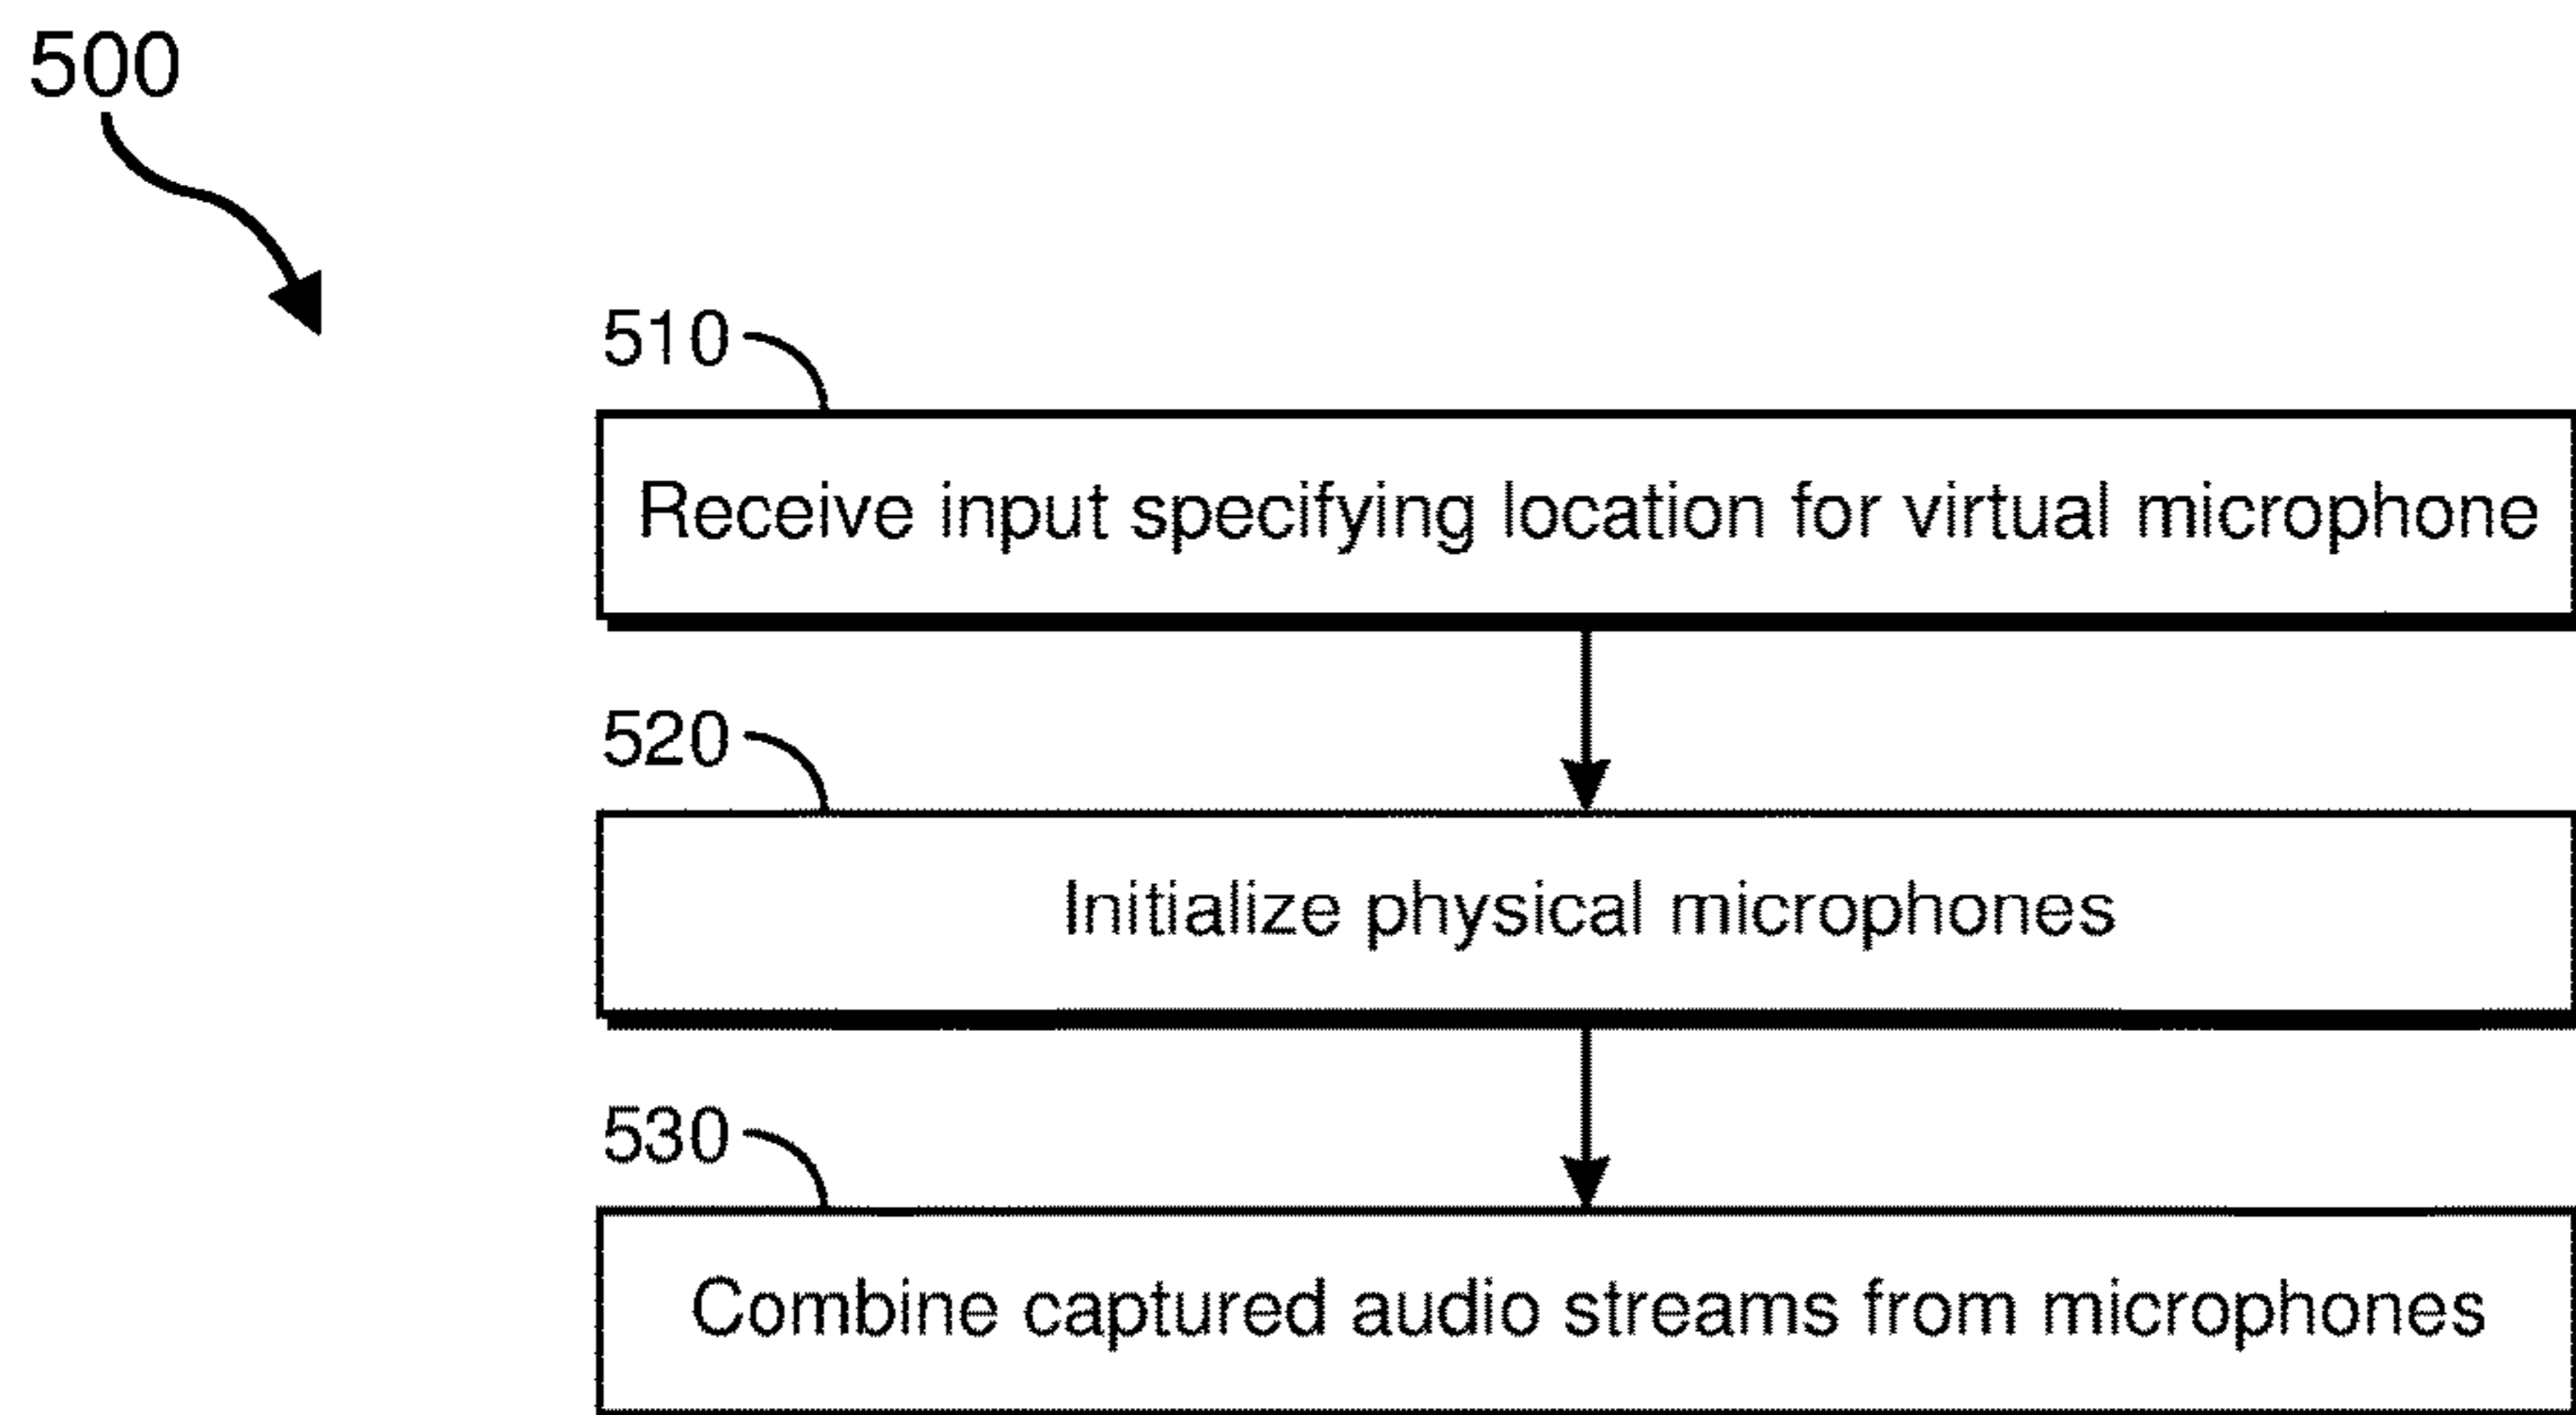 500
510
Receive input specifying location for virtual microphone
520
Initialize physical microphones
530
Combine captured audio streams from microphones